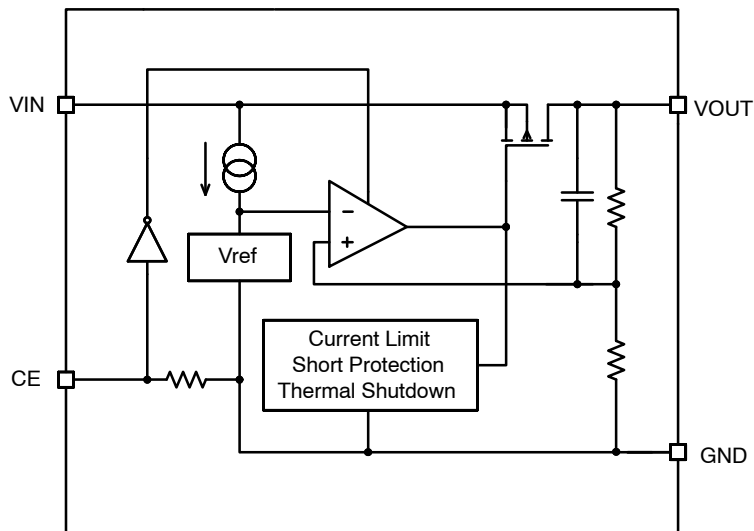 VIN
VOUT
−
+
Vref
Current Limit
Short Protection
Thermal Shutdown
CE
GND